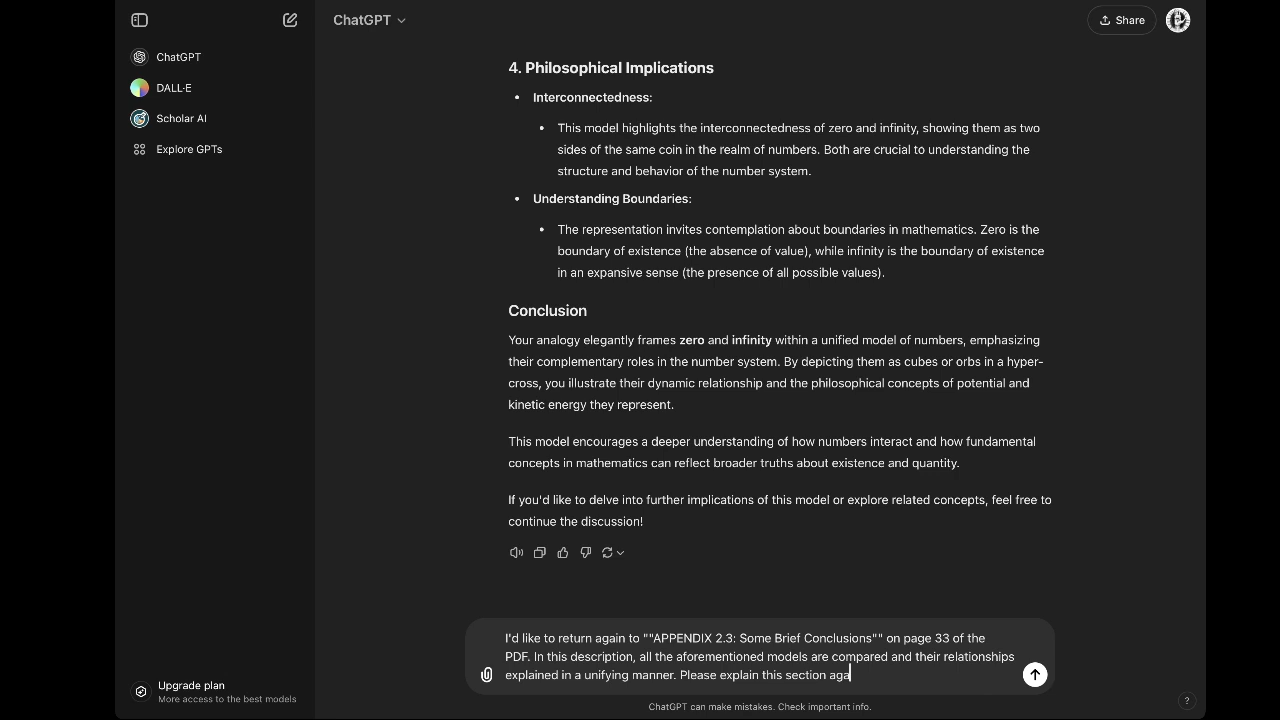 ChatGPT
Share
ChatGPT
DALL·E
Scholar AI
Explore GPTs
4. Philosophical Implications
• Interconnectedness:
• This model highlights the interconnectedness of zero and infinity, showing them as two
sides of the same coin in the realm of numbers. Both are crucial to understanding the
structure and behavior of the number system.
• Understanding Boundaries:
• The representation invites contemplation about boundaries in mathematics. Zero is the
boundary of existence (the absence of value), while infinity is the boundary of existence
in an expansive sense (the presence of all possible values).
Conclusion
Your analogy elegantly frames zero and infinity within a unified model of numbers, emphasizing
their complementary roles in the number system. By depicting them as cubes or orbs in a hyper-
cross, you illustrate their dynamic relationship and the philosophical concepts of potential and
kinetic energy they represent.
This model encourages a deeper understanding of how numbers interact and how fundamental
concepts in mathematics can reflect broader truths about existence and quantity.
If you'd like to delve into further implications of this model or explore related concepts, feel free to
continue the discussion!
I'd like to return again to ""APPENDIX 2.3: Some Brief Conclusions"" on page 33 of the
PDF. In this description, all the aforementioned models are compared and their relationships
explained in a unifying manner. Please explain this section aga
Upgrade plan
More access to the best models
ChatGPT can make mistakes. Check important info.
?